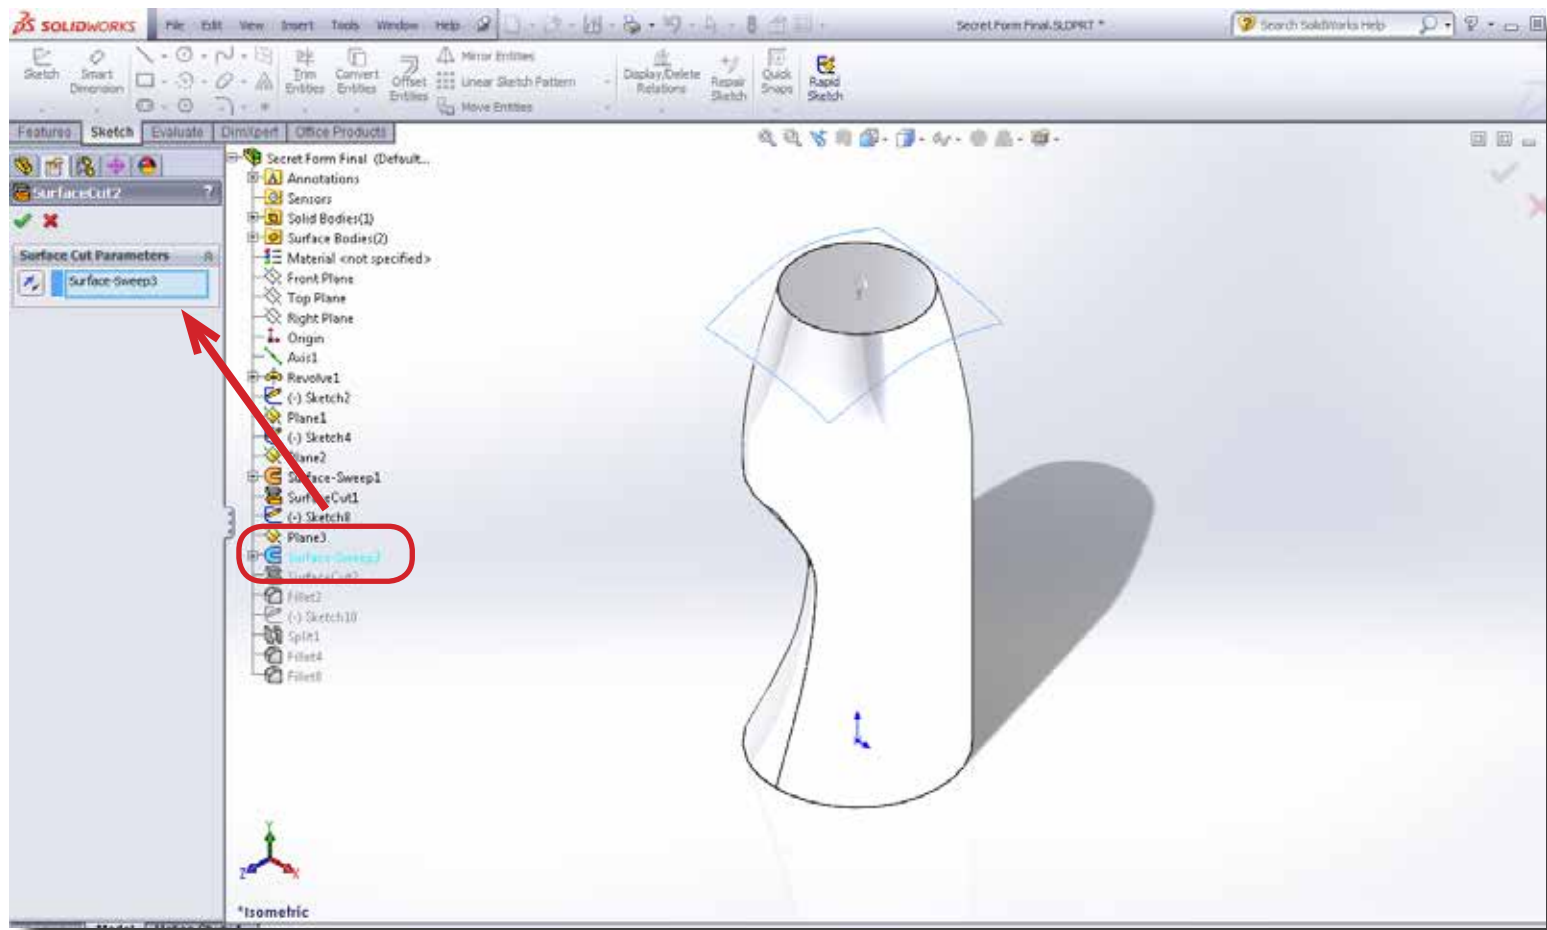 SOLIDWORKS File Edit View Insert Tools Window Help Secret Form Final.SLDPRT * Search SolidWorks Help
Sketch Smart Dimension Trim Entities Convert Entities Offset Entities Mirror Entities
Linear Sketch Pattern
Move Entities
Display/Delete Relations Repair Sketch Quick Snaps Rapid Sketch
Features Sketch Evaluate DimXpert Office Products
SurfaceCut2 ?
Surface Cut Parameters
Surface-Sweep3
Secret Form Final (Default...
Annotations
Sensors
Solid Bodies(1)
Surface Bodies(2)
Material <not specified>
Front Plane
Top Plane
Right Plane
Origin
Axis1
Revolve1
(-) Sketch2
Plane1
(-) Sketch4
Plane2
Surface-Sweep1
SurfaceCut1
(-) Sketch8
Plane3
Surface-Sweep3
SurfaceCut2
Fillet2
(-) Sketch10
Split1
Fillet4
Fillet8
Y
Z X
*Isometric
Model